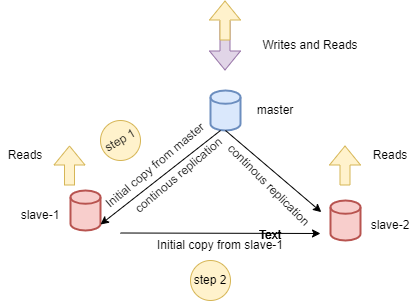 Writes and Reads
master
step 1
Reads
Reads
Initial copy from master
continous replication
continous replication
slave-1
slave-2
Text
Initial copy from slave-1
step 2